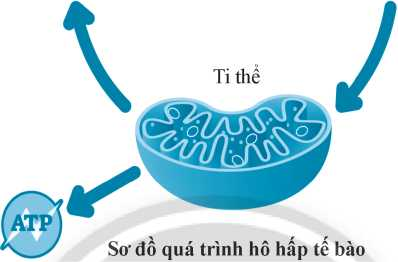 Ti thể
ATP
Sơ đồ quá trình hô hấp tế bào